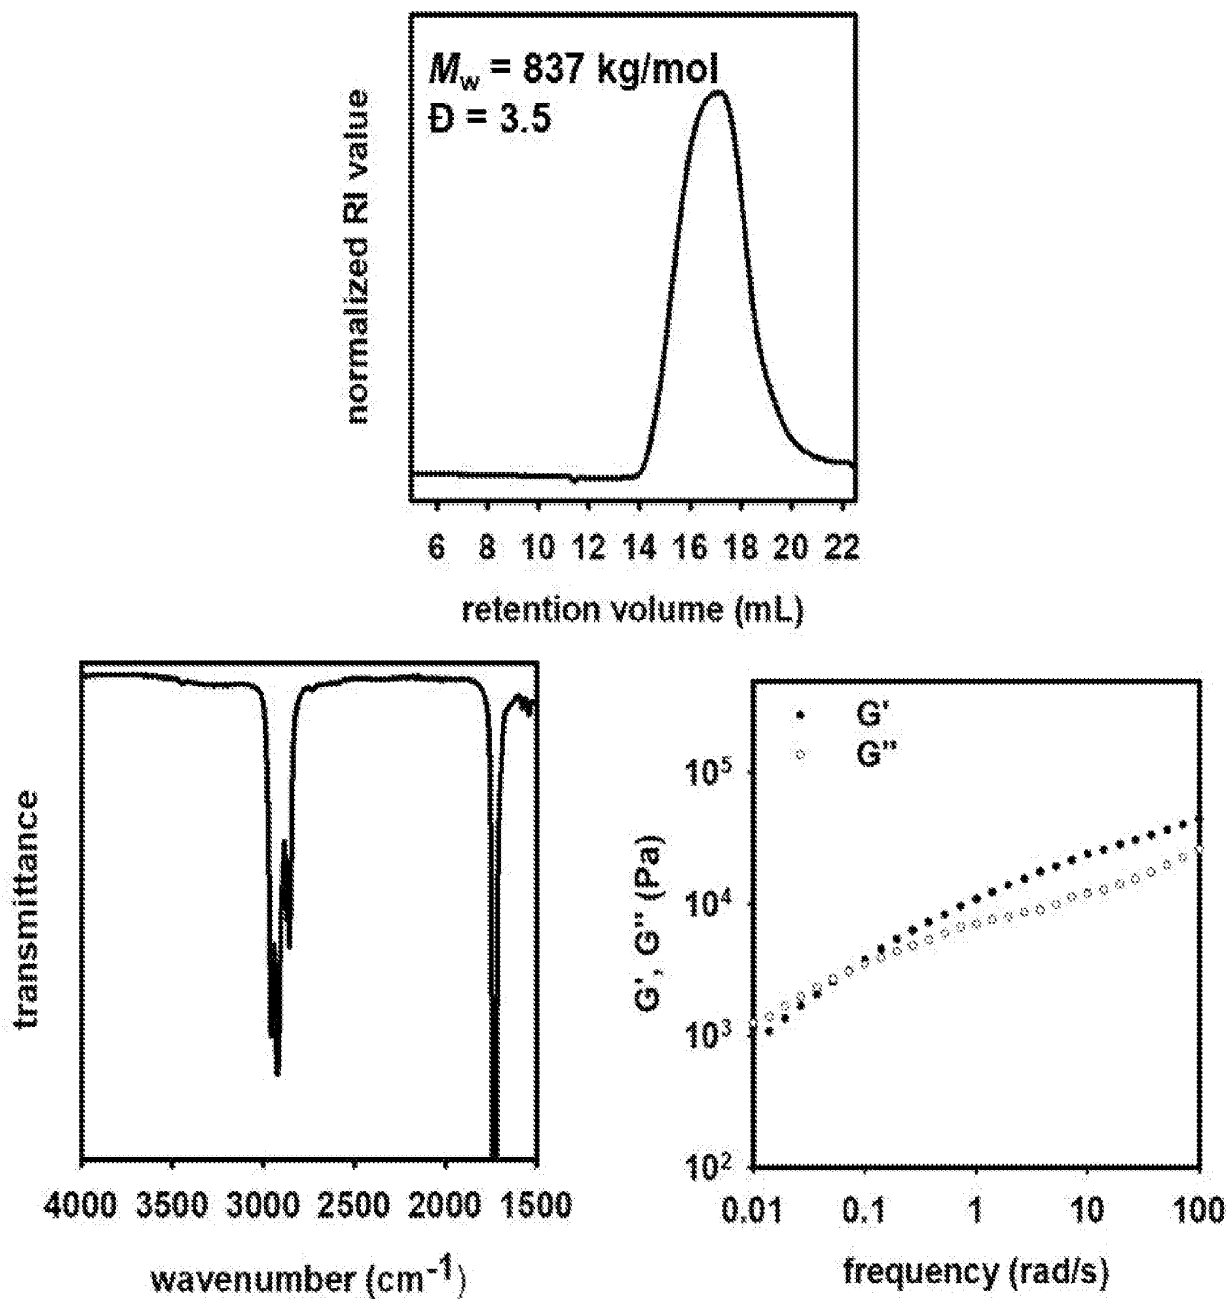 M_w = 837 kg/mol
Đ = 3.5
normalized RI value
6 8 10 12 14 16 18 20 22
retention volume (mL)
transmittance
4000 3500 3000 2500 2000 1500
wavenumber (cm⁻¹)
G'
G"
G', G" (Pa)
10⁵
10⁴
10³
10²
0.01 0.1 1 10 100
frequency (rad/s)